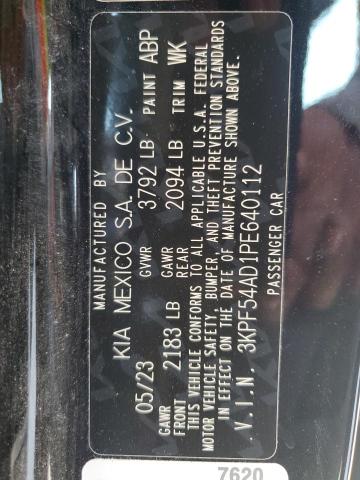 MANUFACTURED BY
KIA MEXICO S.A. DE C.V.
05/23 GVWR 3792 LB PAINT ABP
GAWR FRONT 2183 LB GAWR REAR 2094 LB TRIM WK
THIS VEHICLE CONFORMS TO ALL APPLICABLE U.S.A. FEDERAL
MOTOR VEHICLE SAFETY, BUMPER, AND THEFT PREVENTION STANDARDS
IN EFFECT ON THE DATE OF MANUFACTURE SHOWN ABOVE.
V.I.N. 3KPF54AD1PE640112
PASSENGER CAR
7620